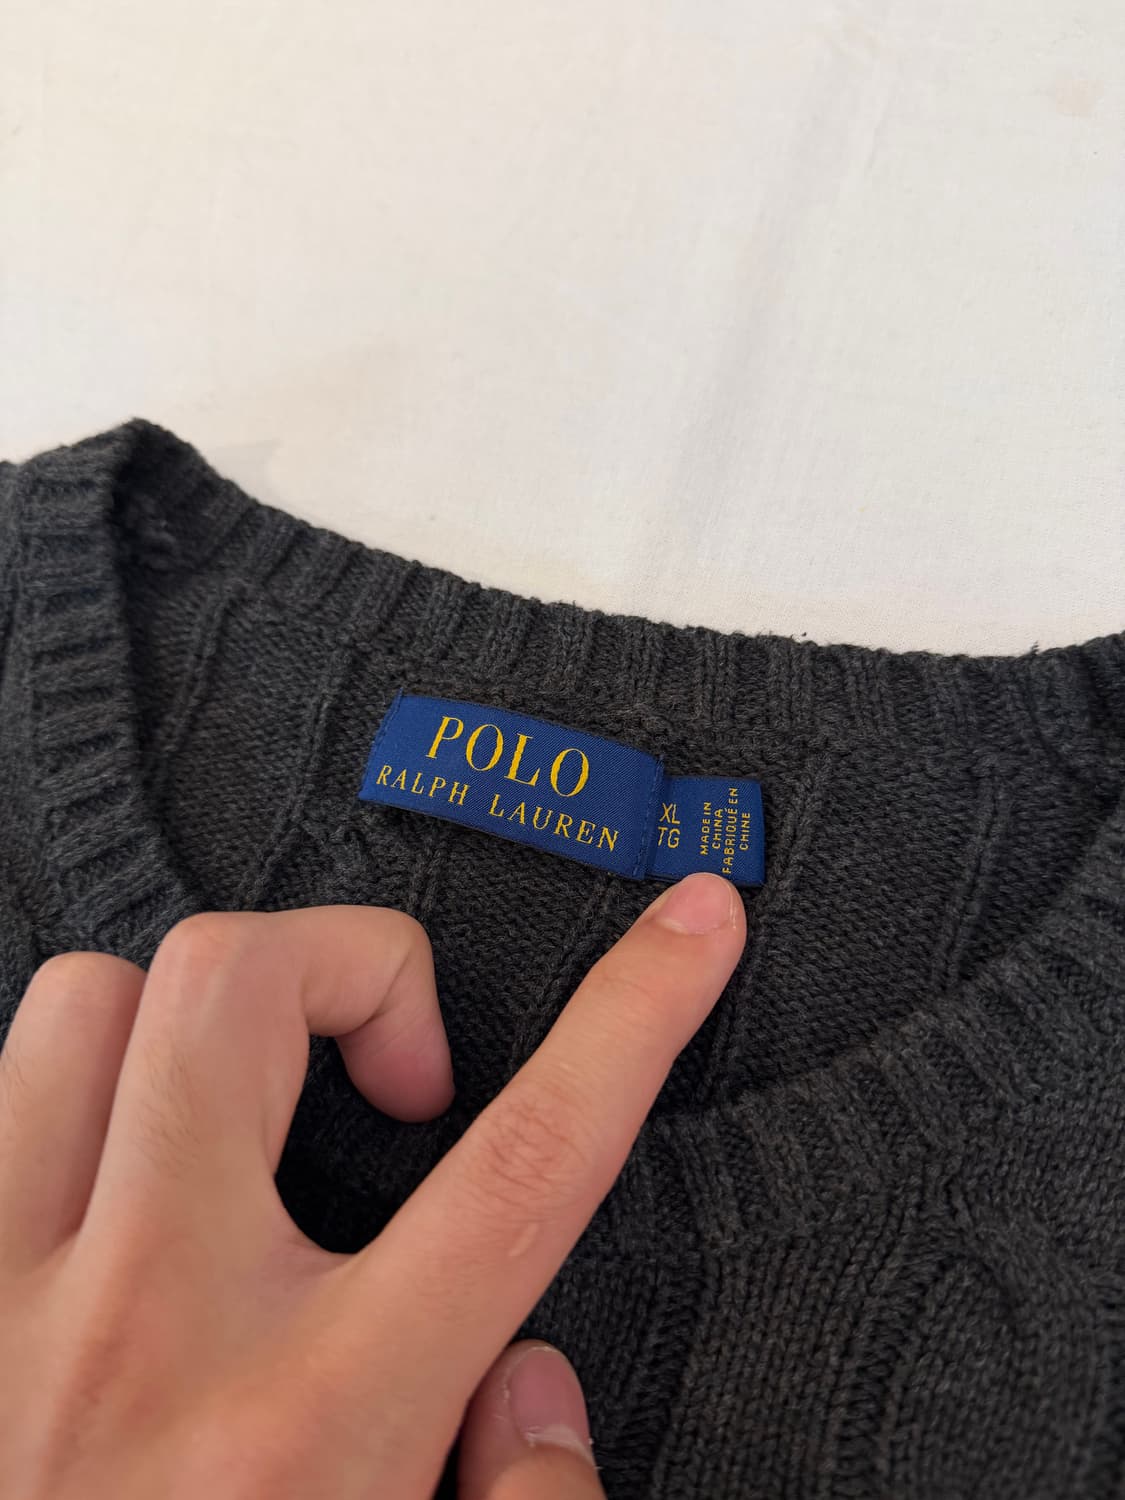 POLO
RALPH LAUREN
XL
TG
MADE IN
CHINA
FABRIQUÉ EN
CHINE